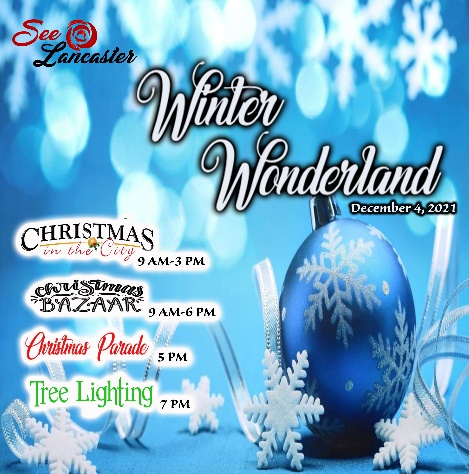 See
Lancaster
Winter
Wonderland
December 4, 2021
CHRISTMAS
in the City 9 AM-3 PM
christmas
BAZAAR 9 AM-6 PM
Christmas Parade 5 PM
Tree Lighting 7 PM